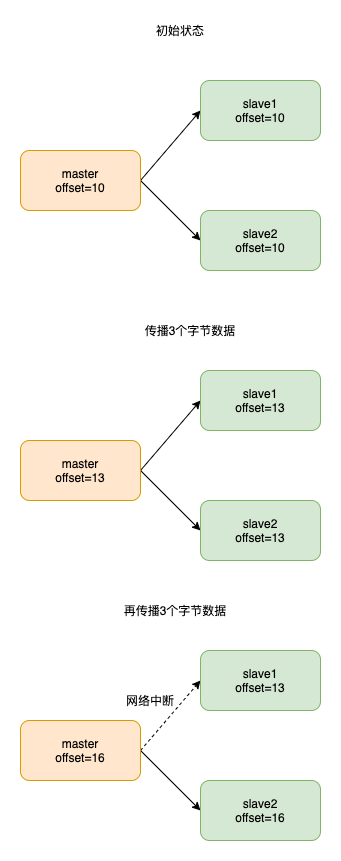 初始状态
slave1
offset=10
master
offset=10
slave2
offset=10
传播3个字节数据
slave1
offset=13
master
offset=13
slave2
offset=13
再传播3个字节数据
slave1
offset=13
网络中断
master
offset=16
slave2
offset=16